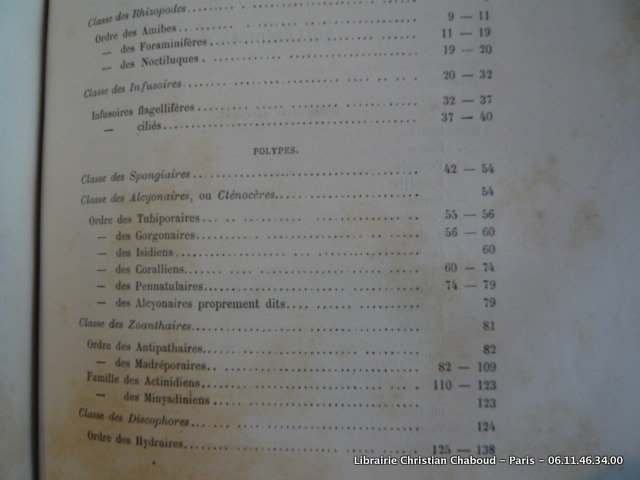 Classe des Rhizopodes
Ordre des Amibes 9 — 11
— des Foraminifères 11 — 19
— des Noctiluques 19 — 20
Classe des Infusoires 20 — 32
Infusoires flagellifères 32 — 37
— ciliés 37 — 40
POLYPES.
Classe des Spongiaires 42 — 54
Classe des Alcyonaires, ou Cténocères 54
Ordre des Tubiporaires 55 — 56
— des Gorgonaires 56 — 60
— des Isidiens 60
— des Coralliens 60 — 74
— des Pennatulaires 74 — 79
— des Alcyonaires proprement dits 79
Classe des Zoanthaires 81
Ordre des Antipathaires 82
— des Madréporaires 82 — 109
Famille des Actinidiens 110 — 123
— des Minyadiniens 123
Classe des Discophores 124
Ordre des Hydraires 125 — 138
Librairie Christian Chaboud – Paris – 06.11.46.34.00